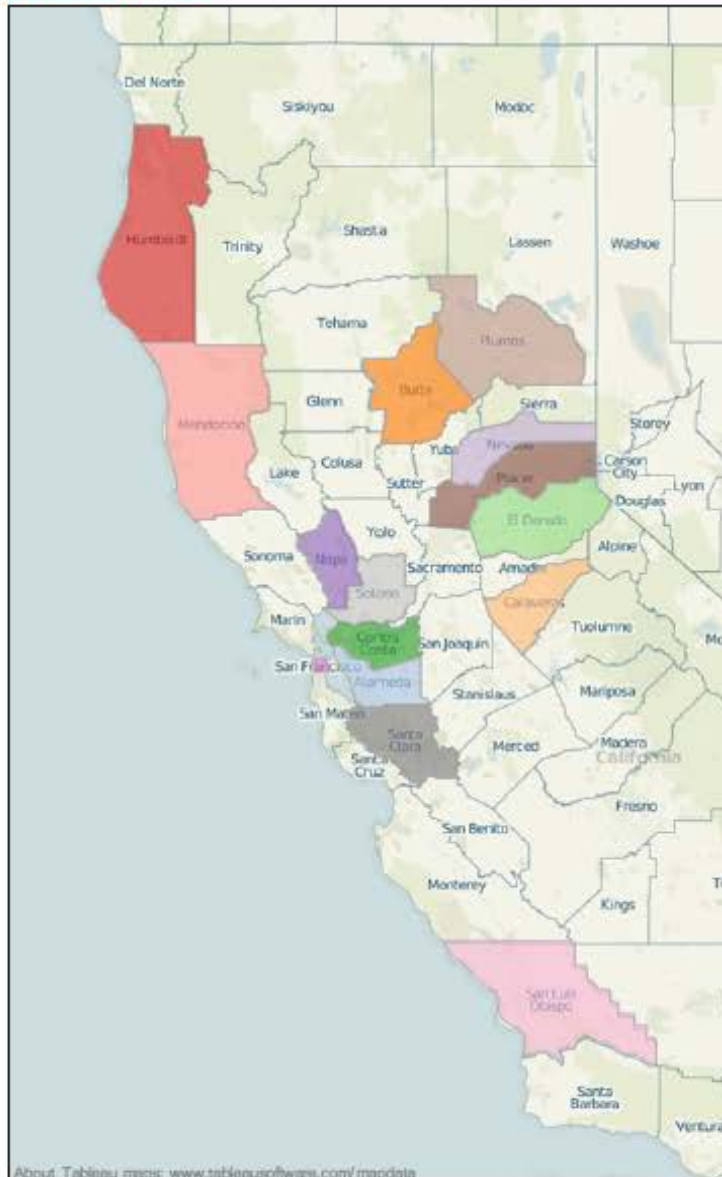 Del Norte
Siskiyou
Modoc
Humboldt
Trinity
Shasta
Lassen
Washoe
Tehama
Plumas
Butte
Glenn
Sierra
Storey
Mendocino
Lake
Colusa
Sutter
Yuba
Nevada
Placer
Carson
City
Lyon
Douglas
El Dorado
Sonoma
Napa
Yolo
Sacramento
Amador
Alpine
Solano
Calaveras
Marin
Contra
Costa
San Joaquin
Tuolumne
Mo
San Francisco
Alameda
Stanislaus
Mariposa
San Mateo
Santa
Clara
Merced
Madera
California
Santa
Cruz
Fresno
San Benito
Monterey
Kings
Tu
San Luis
Obispo
Santa
Barbara
Ventura
About Tableau maps: www.tableausoftware.com/mapdata